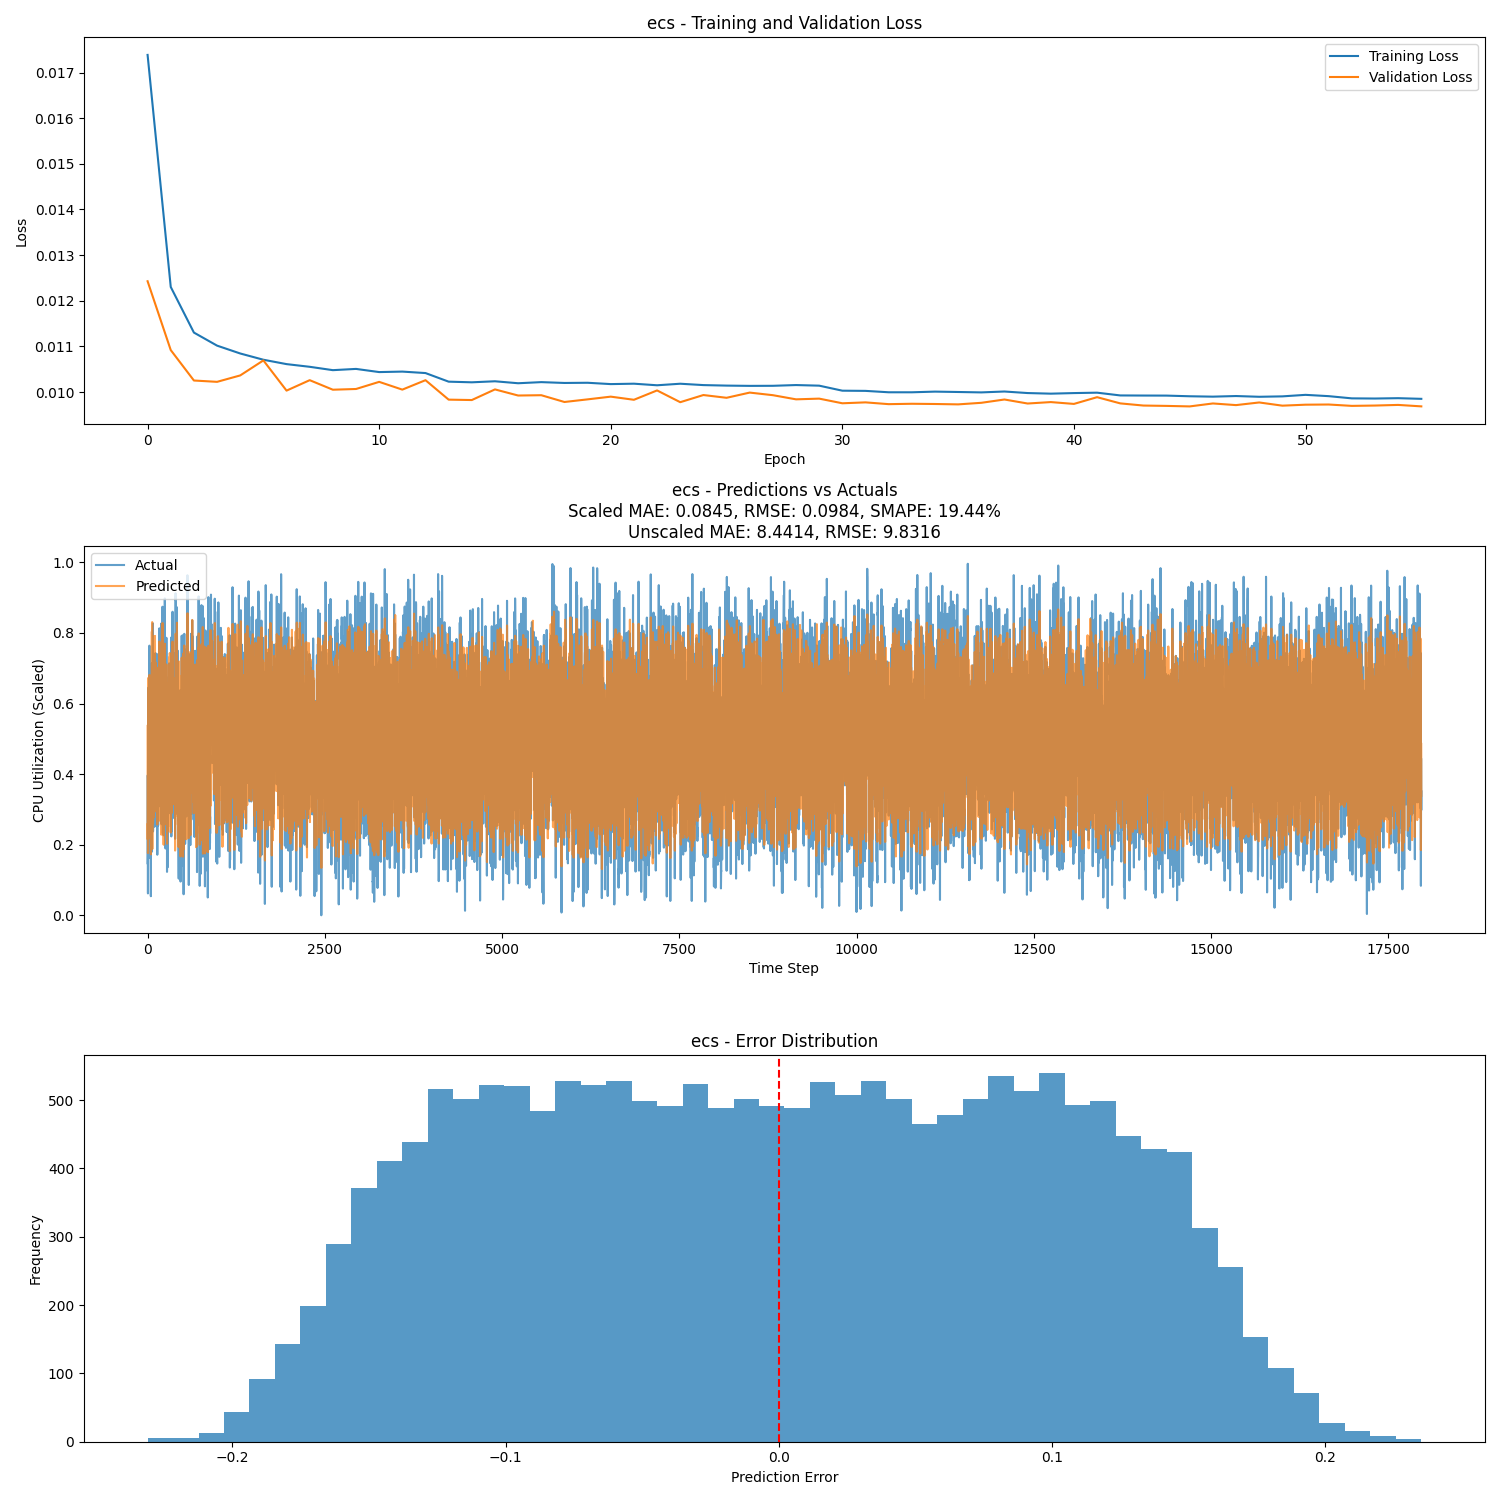 ecs - Training and Validation Loss
Training Loss
Validation Loss
0.017
0.016
0.015
0.014
0.013
0.012
0.011
0.010
Loss
0 10 20 30 40 50
Epoch
ecs - Predictions vs Actuals
Scaled MAE: 0.0845, RMSE: 0.0984, SMAPE: 19.44%
Unscaled MAE: 8.4414, RMSE: 9.8316
Actual
Predicted
1.0
0.8
0.6
0.4
0.2
0.0
CPU Utilization (Scaled)
0 2500 5000 7500 10000 12500 15000 17500
Time Step
ecs - Error Distribution
500
400
300
200
100
0
Frequency
−0.2 −0.1 0.0 0.1 0.2
Prediction Error